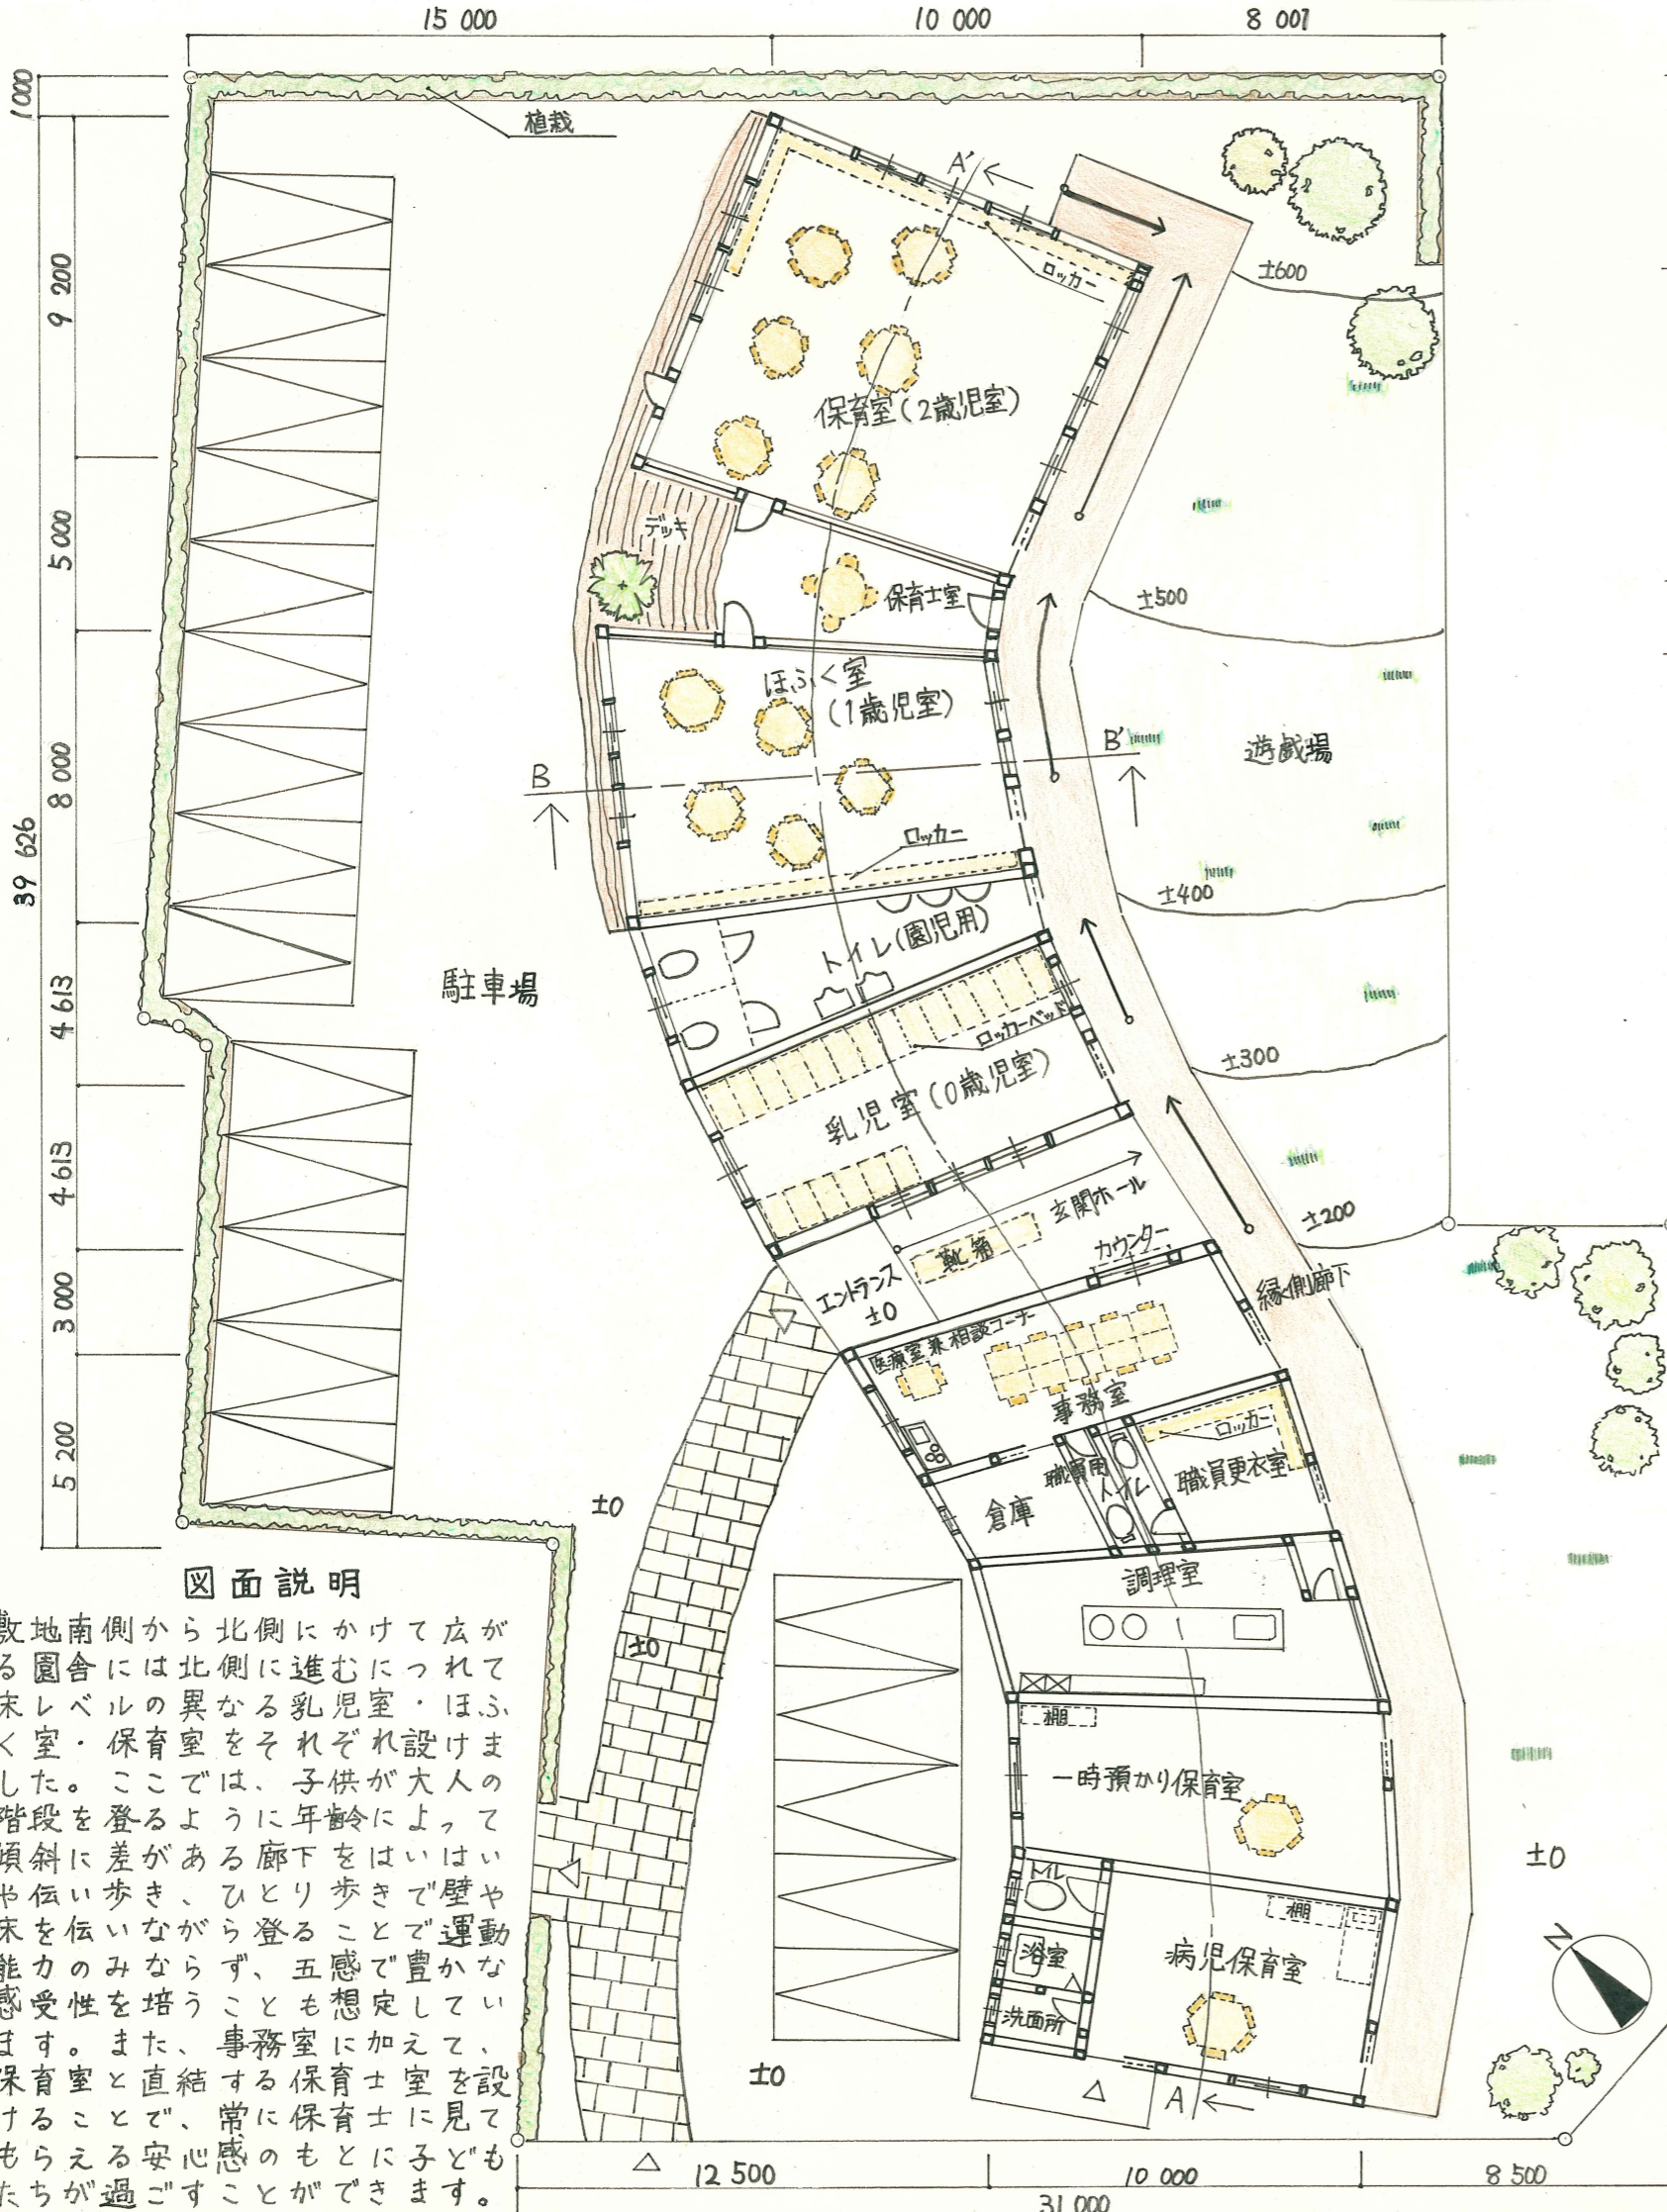 15 000
10 000
8 001
1 000
植栽
A'
ロッカー
±600
9 200
保育室(2歳児室)
デッキ
5 000
保育士室
±500
ほふく室
(1歳児室)
B
B'
遊戯場
8 000
39 626
ロッカー
±400
トイレ(園児用)
駐車場
4 613
ロッカーベッド
±300
乳児室(0歳児室)
4 613
玄関ホール
±200
靴箱
カウンター
エントランス
±0
縁側廊下
3 000
医療室兼相談コーナー
事務室
ロッカー
5 200
職員用
トイレ
職員更衣室
倉庫
±0
調理室
図面説明
敷地南側から北側にかけて広が
る園舎には北側に進むにつれて
床レベルの異なる乳児室・ほふ
く室・保育室をそれぞれ設けま
した。ここでは、子供が大人の
階段を登るように年齢によって
傾斜に差がある廊下をはいはい
や伝い歩き、ひとり歩きで壁や
床を伝いながら登ることで運動
能力のみならず、五感で豊かな
感受性を培うことも想定してい
ます。また、事務室に加えて、
保育室と直結する保育士室を設
けることで、常に保育士に見て
もらえる安心感のもとに子ども
たちが過ごすことができます。
±0
棚
一時預かり保育室
±0
棚
浴室
病児保育室
洗面所
N
±0
A
12 500
10 000
8 500
31 000